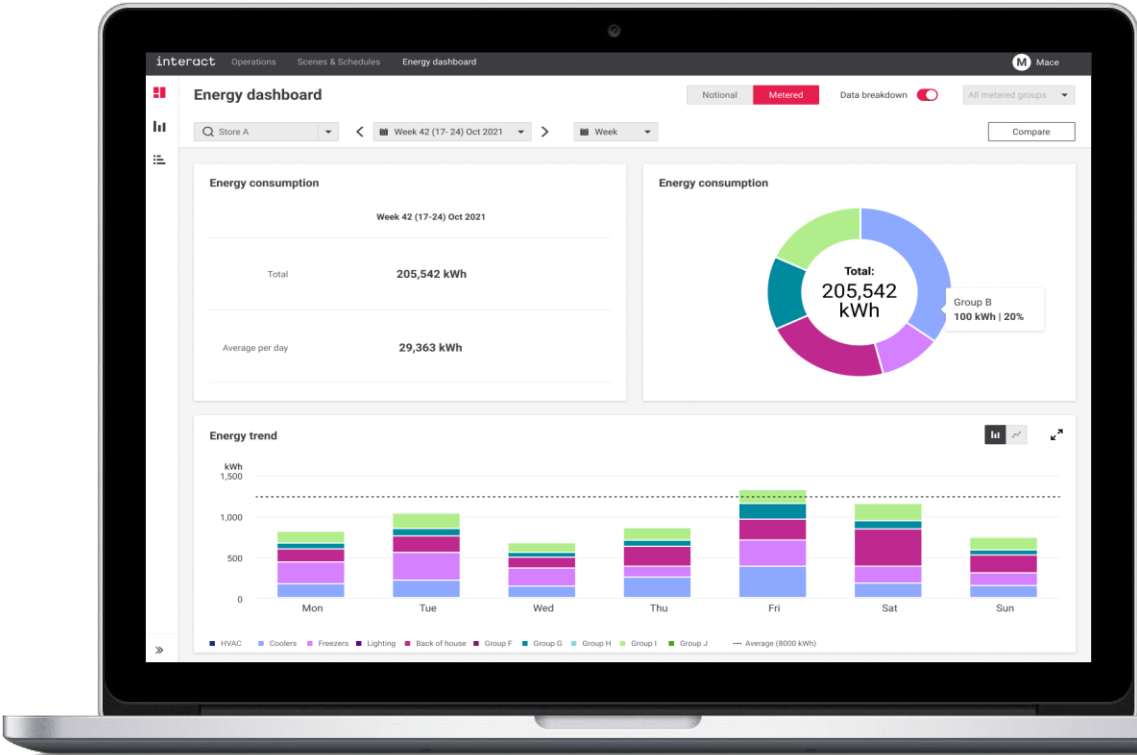 interact Operations Scenes & Schedules Energy dashboard M Mace
Energy dashboard Notional Metered Data breakdown All metered groups
Store A Week 42 (17- 24) Oct 2021 Week Compare
Energy consumption
Week 42 (17-24) Oct 2021
Total 205,542 kWh
Average per day 29,363 kWh
Energy consumption
Total:
205,542
kWh
Group B
100 kWh | 20%
Energy trend
kWh
1,500
1,000
500
0
Mon Tue Wed Thu Fri Sat Sun
HVAC Coolers Freezers Lighting Back of house Group F Group G Group H Group I Group J Average (8000 kWh)